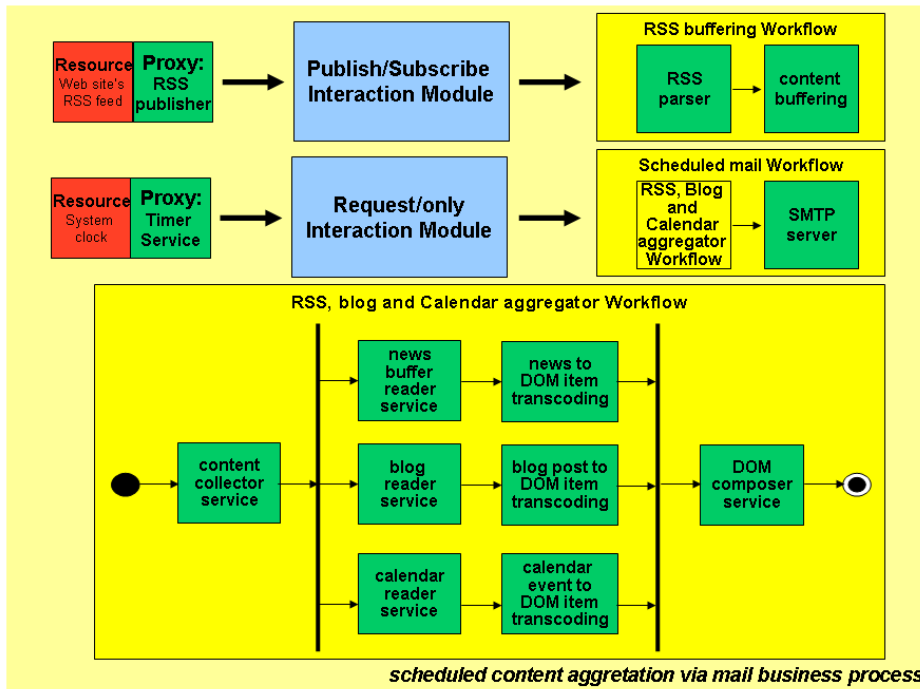 RSS buffering Workflow
Resource
Web site's
RSS feed
Proxy:
RSS
publisher
Publish/Subscribe
Interaction Module
RSS
parser
content
buffering
Scheduled mail Workflow
Resource
System
clock
Proxy:
Timer
Service
Request/only
Interaction Module
RSS, Blog
and
Calendar
aggregator
Workflow
SMTP
server
RSS, blog and Calendar aggregator Workflow
news
buffer
reader
service
news to
DOM item
transcoding
content
collector
service
blog
reader
service
blog post to
DOM item
transcoding
DOM
composer
service
calendar
reader
service
calendar
event to
DOM item
transcoding
scheduled content aggretation via mail business process